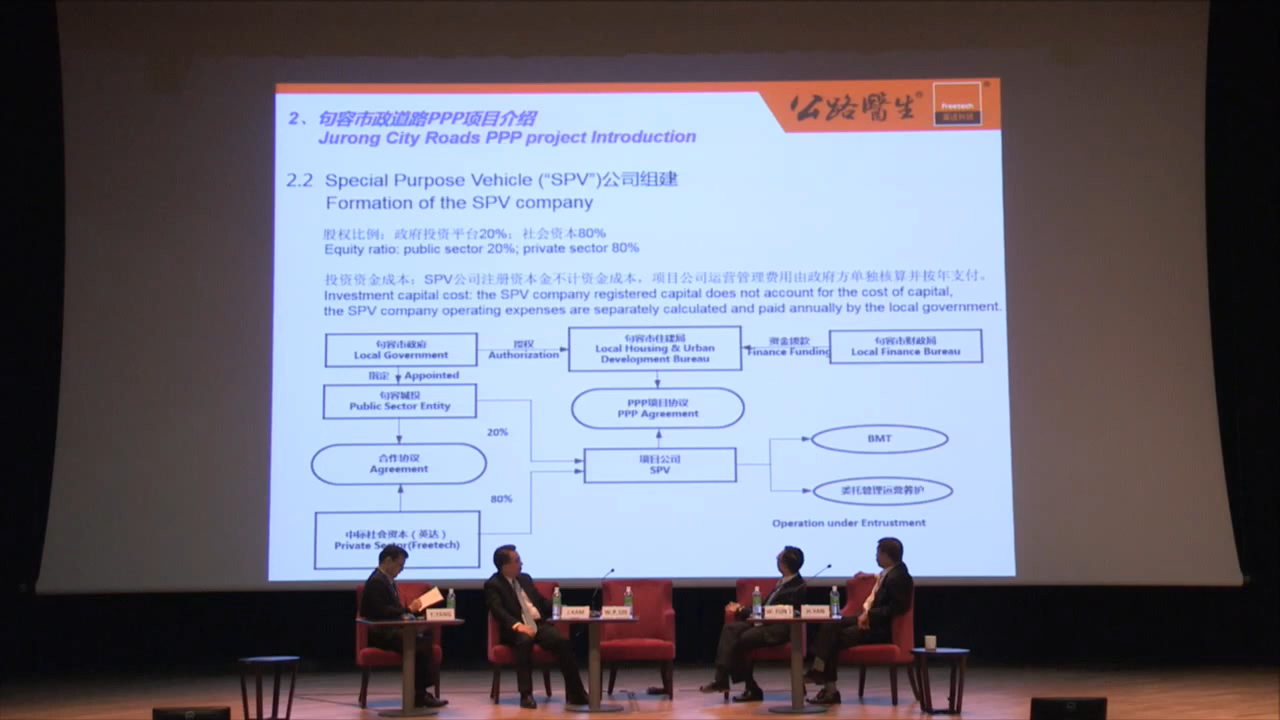 2、句容市政道路PPP项目介绍
Jurong City Roads PPP project Introduction
公路醫生®
Freetech
英达科技
®
2.2 Special Purpose Vehicle (“SPV”)公司组建
Formation of the SPV company
股权比例：政府投资平台20%；社会资本80%
Equity ratio: public sector 20%; private sector 80%
投资资金成本：SPV公司注册资本金不计资金成本，项目公司运营管理费用由政府方单独核算并按年支付。
Investment capital cost: the SPV company registered capital does not account for the cost of capital,
the SPV company operating expenses are separately calculated and paid annually by the local government.
句容市政府
Local Government
授权
Authorization
句容市住建局
Local Housing & Urban
Development Bureau
资金拨款
Finance Funding
句容市财政局
Local Finance Bureau
指定 Appointed
句容城投
Public Sector Entity
20%
PPP项目协议
PPP Agreement
BMT
合作协议
Agreement
项目公司
SPV
80%
委托管理运营养护
Operation under Entrustment
中标社会资本（英达）
Private Sector(Freetech)
Y.YANG
J.KAM
W.P.
H.YAN